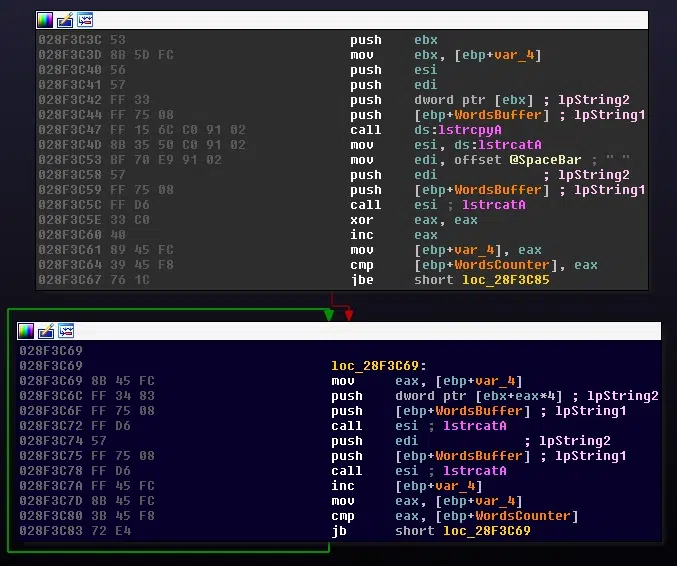 028F3C3C 53 push ebx
028F3C3D 8B 5D FC mov ebx, [ebp+var_4]
028F3C40 56 push esi
028F3C41 57 push edi
028F3C42 FF 33 push dword ptr [ebx] ; lpString2
028F3C44 FF 75 08 push [ebp+WordsBuffer] ; lpString1
028F3C47 FF 15 6C C0 91 02 call ds:lstrcpyA
028F3C4D 8B 35 50 C0 91 02 mov esi, ds:lstrcatA
028F3C53 BF 70 E9 91 02 mov edi, offset @SpaceBar ; " "
028F3C58 57 push edi ; lpString2
028F3C59 FF 75 08 push [ebp+WordsBuffer] ; lpString1
028F3C5C FF D6 call esi ; lstrcatA
028F3C5E 33 C0 xor eax, eax
028F3C60 40 inc eax
028F3C61 89 45 FC mov [ebp+var_4], eax
028F3C64 39 45 F8 cmp [ebp+WordsCounter], eax
028F3C67 76 1C jbe short loc_28F3C85
028F3C69
028F3C69 loc_28F3C69:
028F3C69 8B 45 FC mov eax, [ebp+var_4]
028F3C6C FF 34 83 push dword ptr [ebx+eax*4] ; lpString2
028F3C6F FF 75 08 push [ebp+WordsBuffer] ; lpString1
028F3C72 FF D6 call esi ; lstrcatA
028F3C74 57 push edi ; lpString2
028F3C75 FF 75 08 push [ebp+WordsBuffer] ; lpString1
028F3C78 FF D6 call esi ; lstrcatA
028F3C7A FF 45 FC inc [ebp+var_4]
028F3C7D 8B 45 FC mov eax, [ebp+var_4]
028F3C80 3B 45 F8 cmp eax, [ebp+WordsCounter]
028F3C83 72 E4 jb short loc_28F3C69